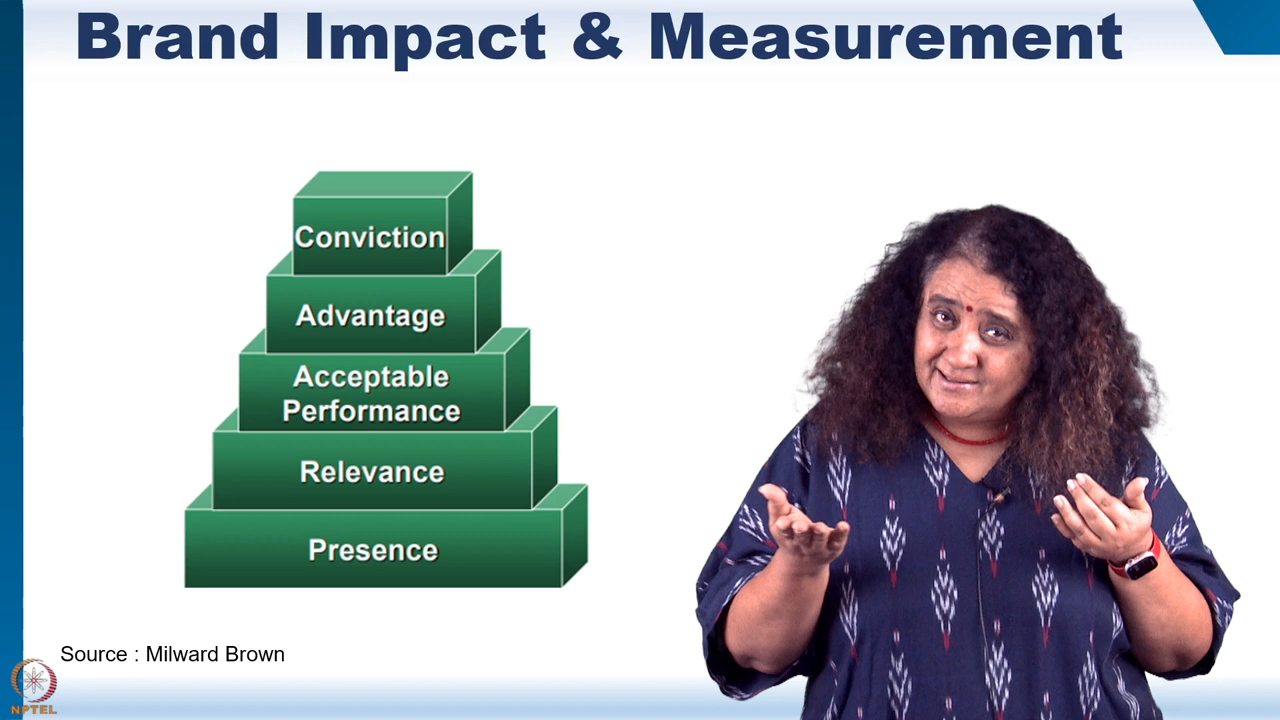 Brand Impact & Measurement
Conviction
Advantage
Acceptable
Performance
Relevance
Presence
Source : Milward Brown
NPTEL